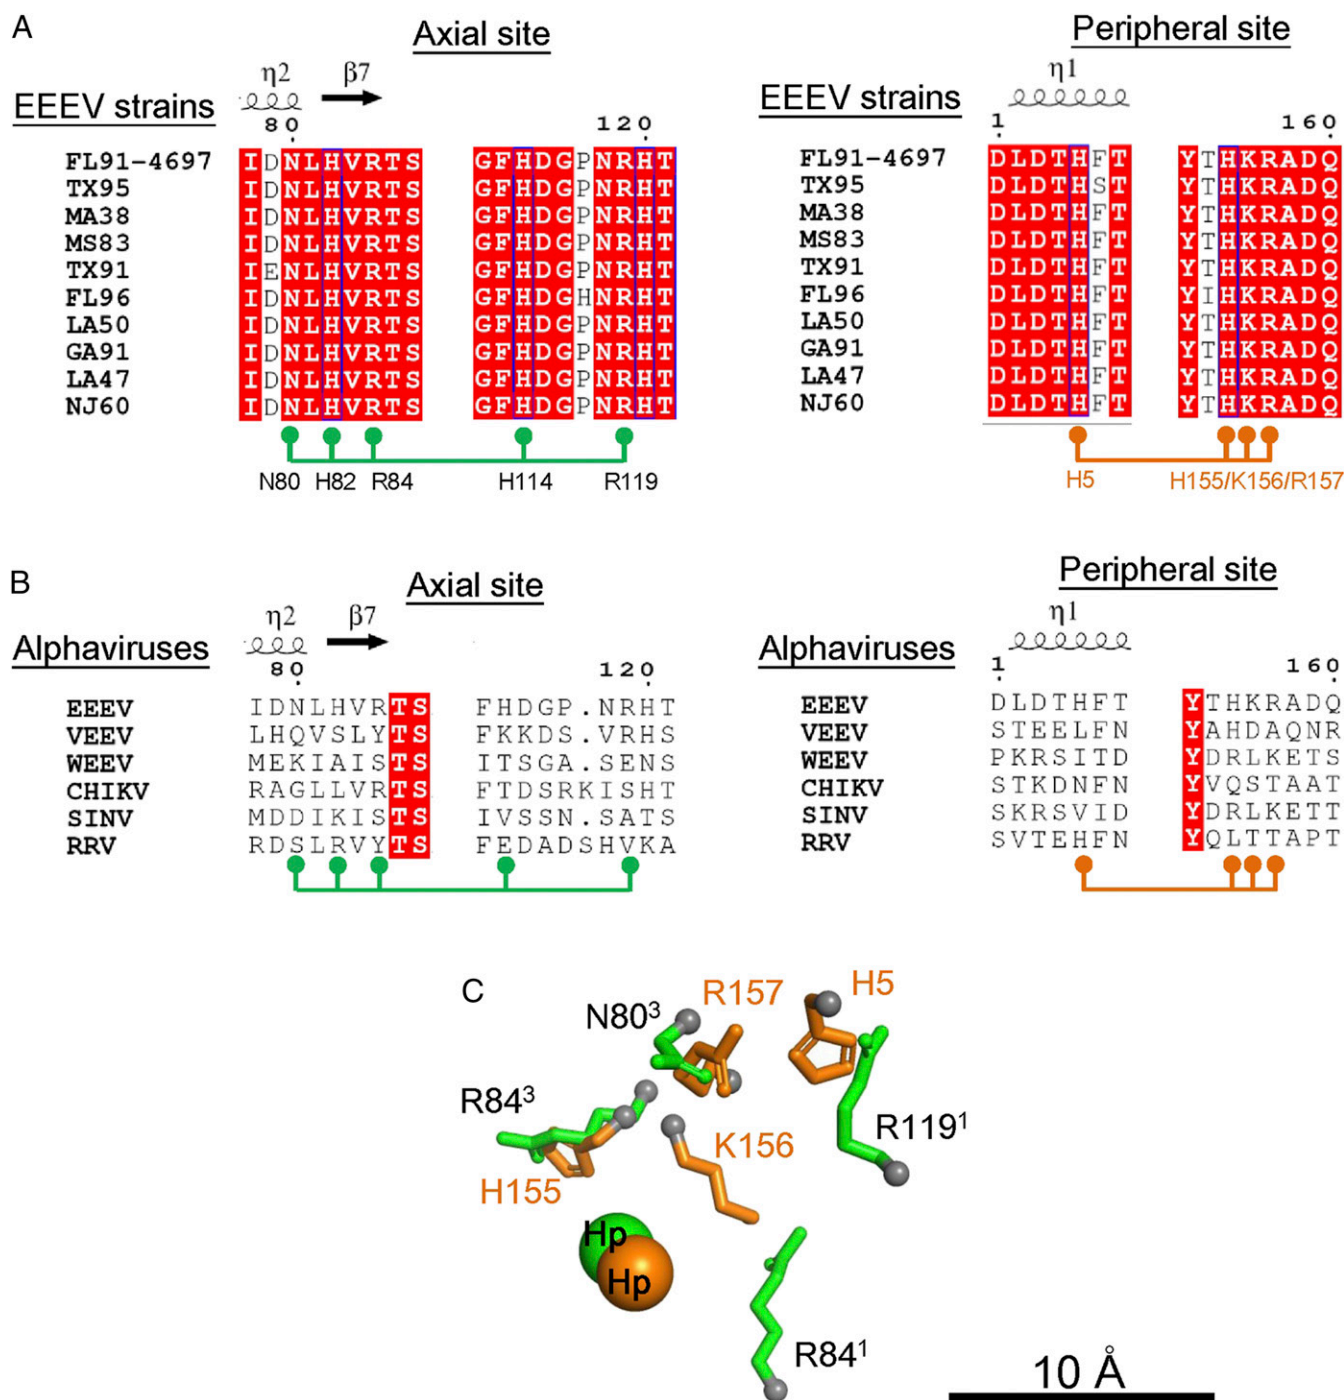 A
Axial site
Peripheral site
η2 β7
η1
EEEV strains
EEEV strains
80 120
1 160
FL91-4697 IDNLHVRTS GFHDGPNRHT FL91-4697 DLDTHFT YTHKRADQ
TX95 IDNLHVRTS GFHDGPNRHT TX95 DLDTHST YTHKRADQ
MA38 IDNLHVRTS GFHDGPNRHT MA38 DLDTHFT YTHKRADQ
MS83 IDNLHVRTS GFHDGPNRHT MS83 DLDTHFT YTHKRADQ
TX91 IENLHVRTS GFHDGPNRHT TX91 DLDTHFT YTHKRADQ
FL96 IDNLHVRTS GFHDGHNRHT FL96 DLDTHFT YIHKRADQ
LA50 IDNLHVRTS GFHDGPNRHT LA50 DLDTHFT YTHKRADQ
GA91 IDNLHVRTS GFHDGPNRHT GA91 DLDTHFT YTHKRADQ
LA47 IDNLHVRTS GFHDGPNRHT LA47 DLDTHFT YTHKRADQ
NJ60 IDNLHVRTS GFHDGPNRHT NJ60 DLDTHFT YTHKRADQ
N80 H82 R84 H114 R119 H5 H155/K156/R157
B
Axial site
Peripheral site
η2 β7
η1
Alphaviruses
Alphaviruses
80 120
1 160
EEEV IDNLHVRTS FHDGP.NRHT EEEV DLDTHFT YTHKRADQ
VEEV LHQVSLYTS FKKDS.VRHS VEEV STEELFN YAHDAQNR
WEEV MEKIAISTS ITSGA.SENS WEEV PKRSITD YDRLKETS
CHIKV RAGLLVRTS FTDSRKISHT CHIKV STKDNFN YVQSTAAT
SINV MDDIKISTS IVSSN.SATS SINV SKRSVID YDRLKETT
RRV RDSLRVYTS FEDADSHVKA RRV SVTEHFN YQLTTAPT
C
R157
H5
N80³
R84³
R119¹
K156
H155
Hp
Hp
R84¹
10 Å